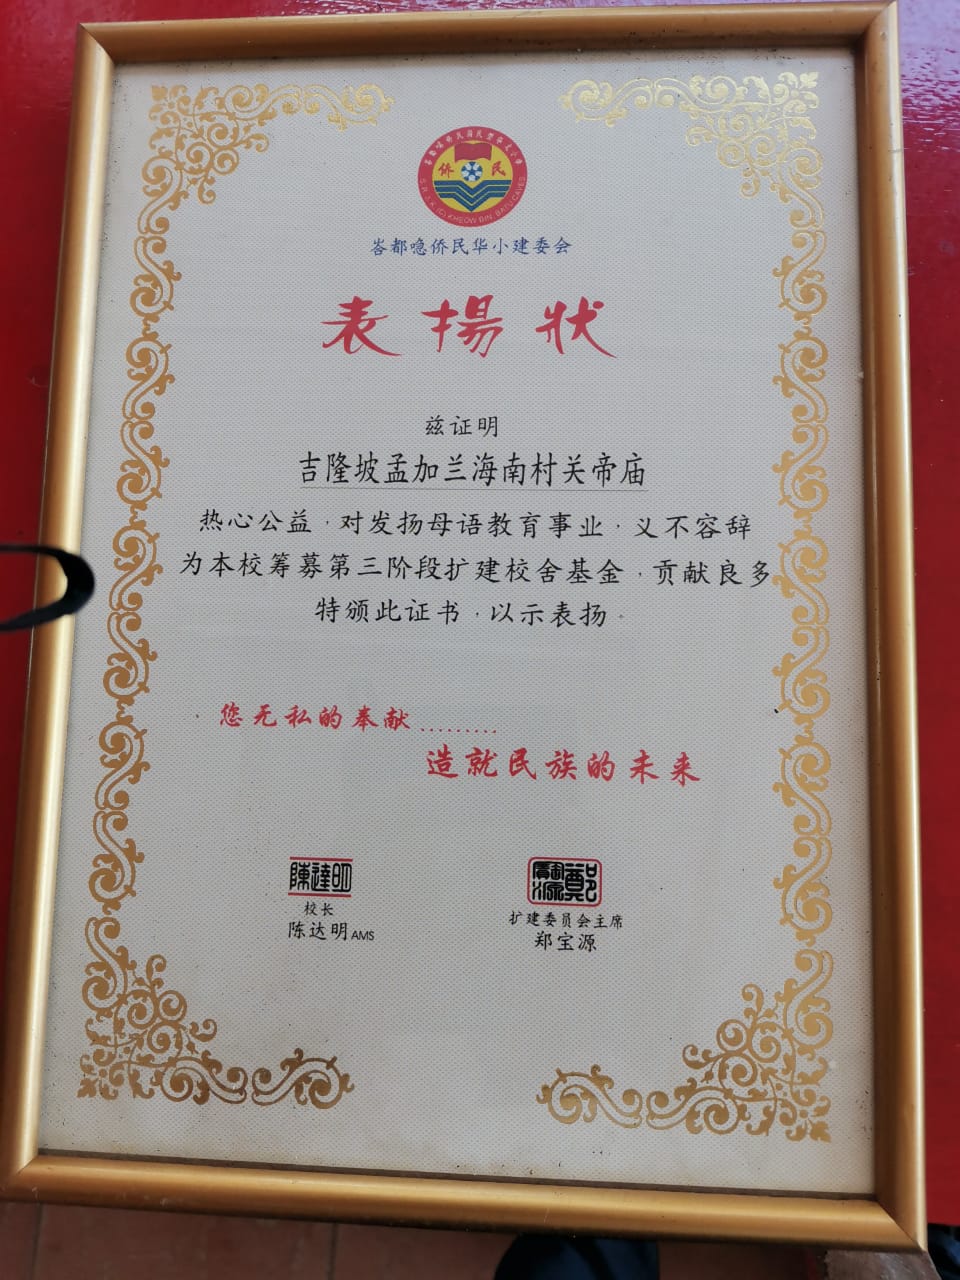 侨 民
S.R.J.K. (C) KHEOW BIN, BATU CAVES
峇都喼侨民华小建委会
表揚狀
兹证明
吉隆坡孟加兰海南村关帝庙
热心公益，对发扬母语教育事业，义不容辞
为本校筹募第三阶段扩建校舍基金，贡献良多
特颁此证书，以示表扬。
您无私的奉献.........
造就民族的未来
陳達明
校长
陈达明AMS
扩建委员会主席
郑宝源